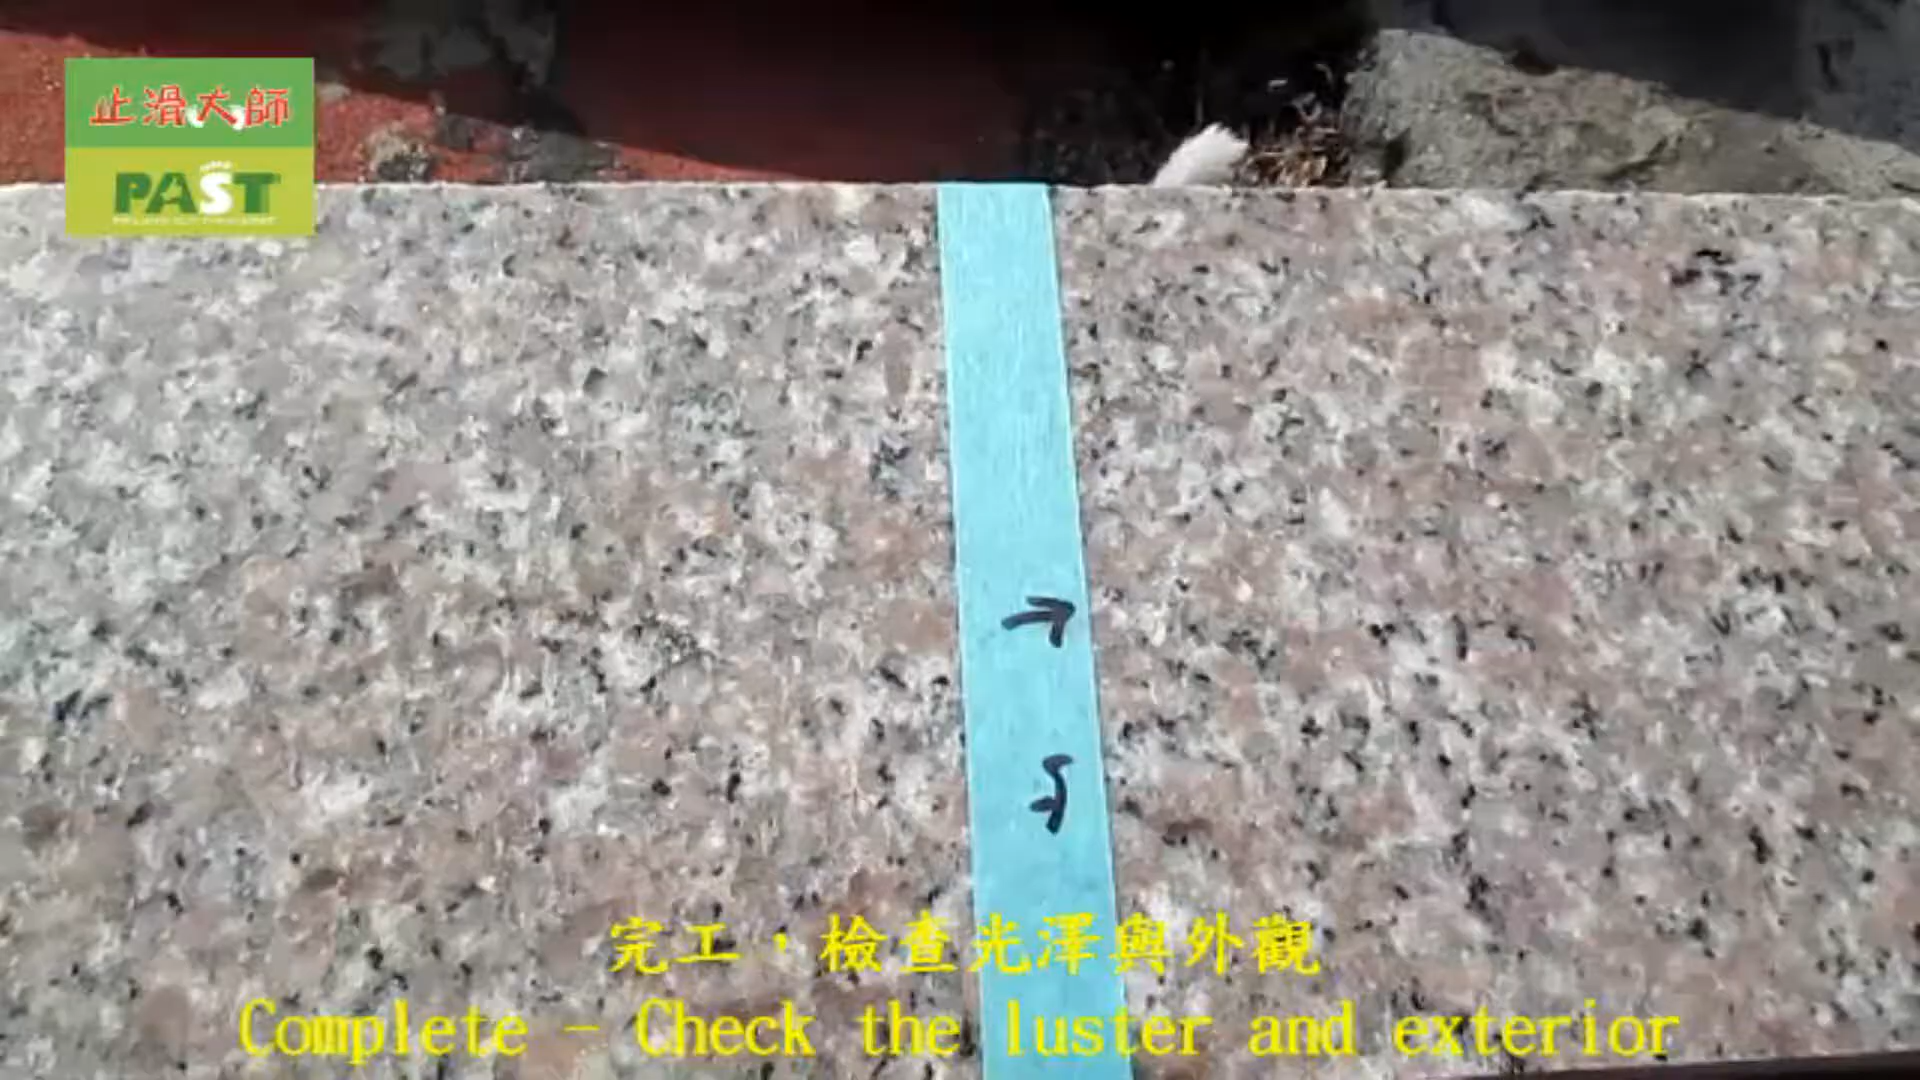 止滑大師
PAST
完工，檢查光澤與外觀
Complete - Check the luster and exterior